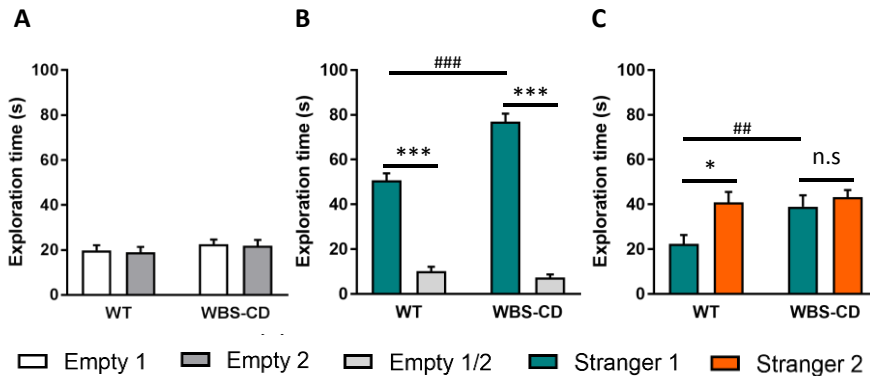 A
B
C
Exploration time (s)
100
80
60
40
20
0
WT
WBS-CD
Exploration time (s)
100
80
60
40
20
0
###
***
***
WT
WBS-CD
Exploration time (s)
100
80
60
40
20
0
##
*
n.s
WT
WBS-CD
Empty 1
Empty 2
Empty 1/2
Stranger 1
Stranger 2